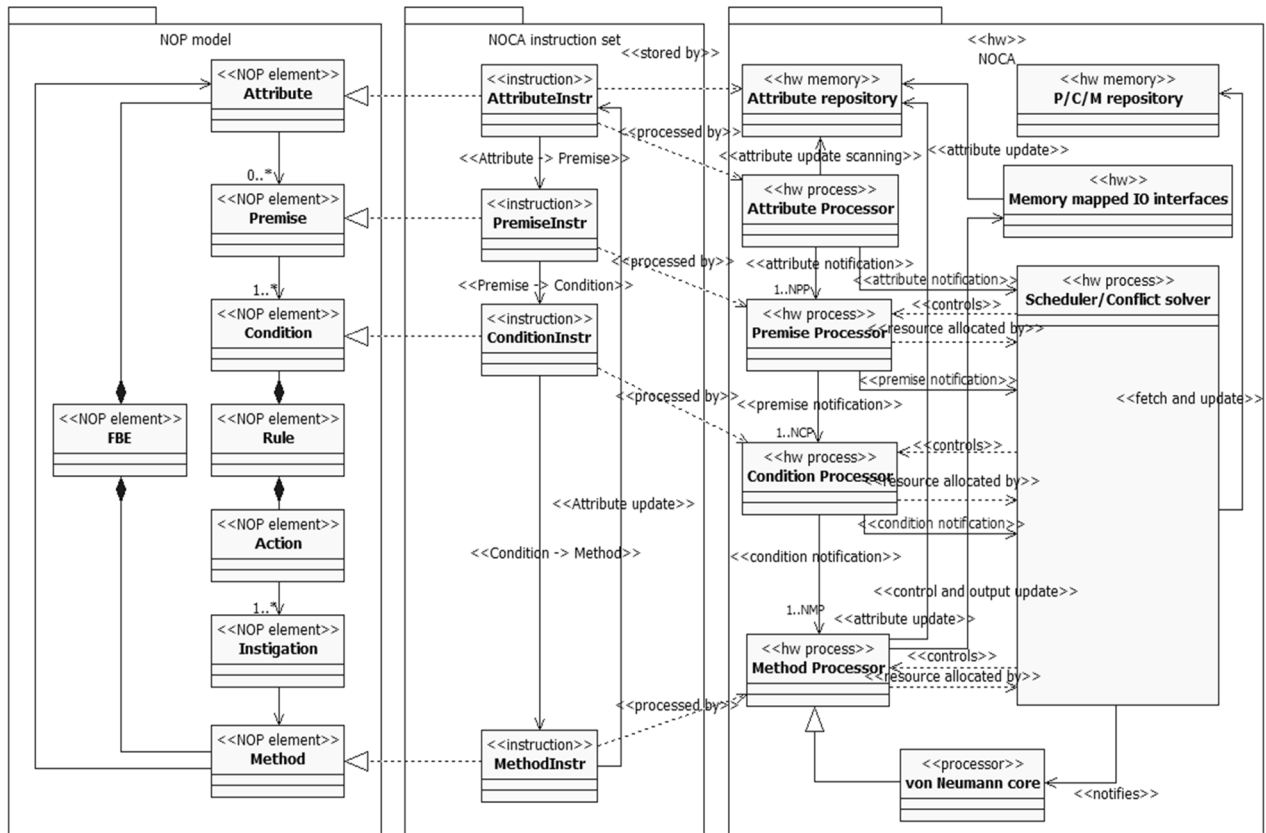 NOP model
<<NOP element>>
Attribute
0..*
<<NOP element>>
Premise
1..*
<<NOP element>>
Condition
<<NOP element>>
FBE
<<NOP element>>
Rule
<<NOP element>>
Action
1..*
<<NOP element>>
Instigation
<<NOP element>>
Method
NOCA instruction set
<<instruction>>
AttributeInstr
<<Attribute -> Premise>>
<<instruction>>
PremiseInstr
<<Premise -> Condition>>
<<instruction>>
ConditionInstr
<<Attribute update>>
<<Condition -> Method>>
<<instruction>>
MethodInstr
<<stored by>>
<<processed by>>
<<processed by>>
<<processed by>>
<<processed by>>
<<hw>>
NOCA
<<hw memory>>
Attribute repository
<<hw memory>>
P/C/M repository
<<attribute update scanning>>
<<attribute update>>
<<hw process>>
Attribute Processor
<<hw>>
Memory mapped IO interfaces
<<attribute notification>>
<<attribute notification>>
1..NPP
<<hw process>>
Scheduler/Conflict solver
<<controls>>
<<hw process>>
Premise Processor
<<resource allocated by>>
<<premise notification>>
<<fetch and update>>
<<premise notification>>
1..NCP
<<controls>>
<<hw process>>
Condition Processor
<<resource allocated by>>
<<condition notification>>
<<condition notification>>
<<control and output update>>
1..NMP
<<attribute update>>
<<hw process>>
Method Processor
<<controls>>
<<resource allocated by>>
<<processor>>
von Neumann core
<<notifies>>